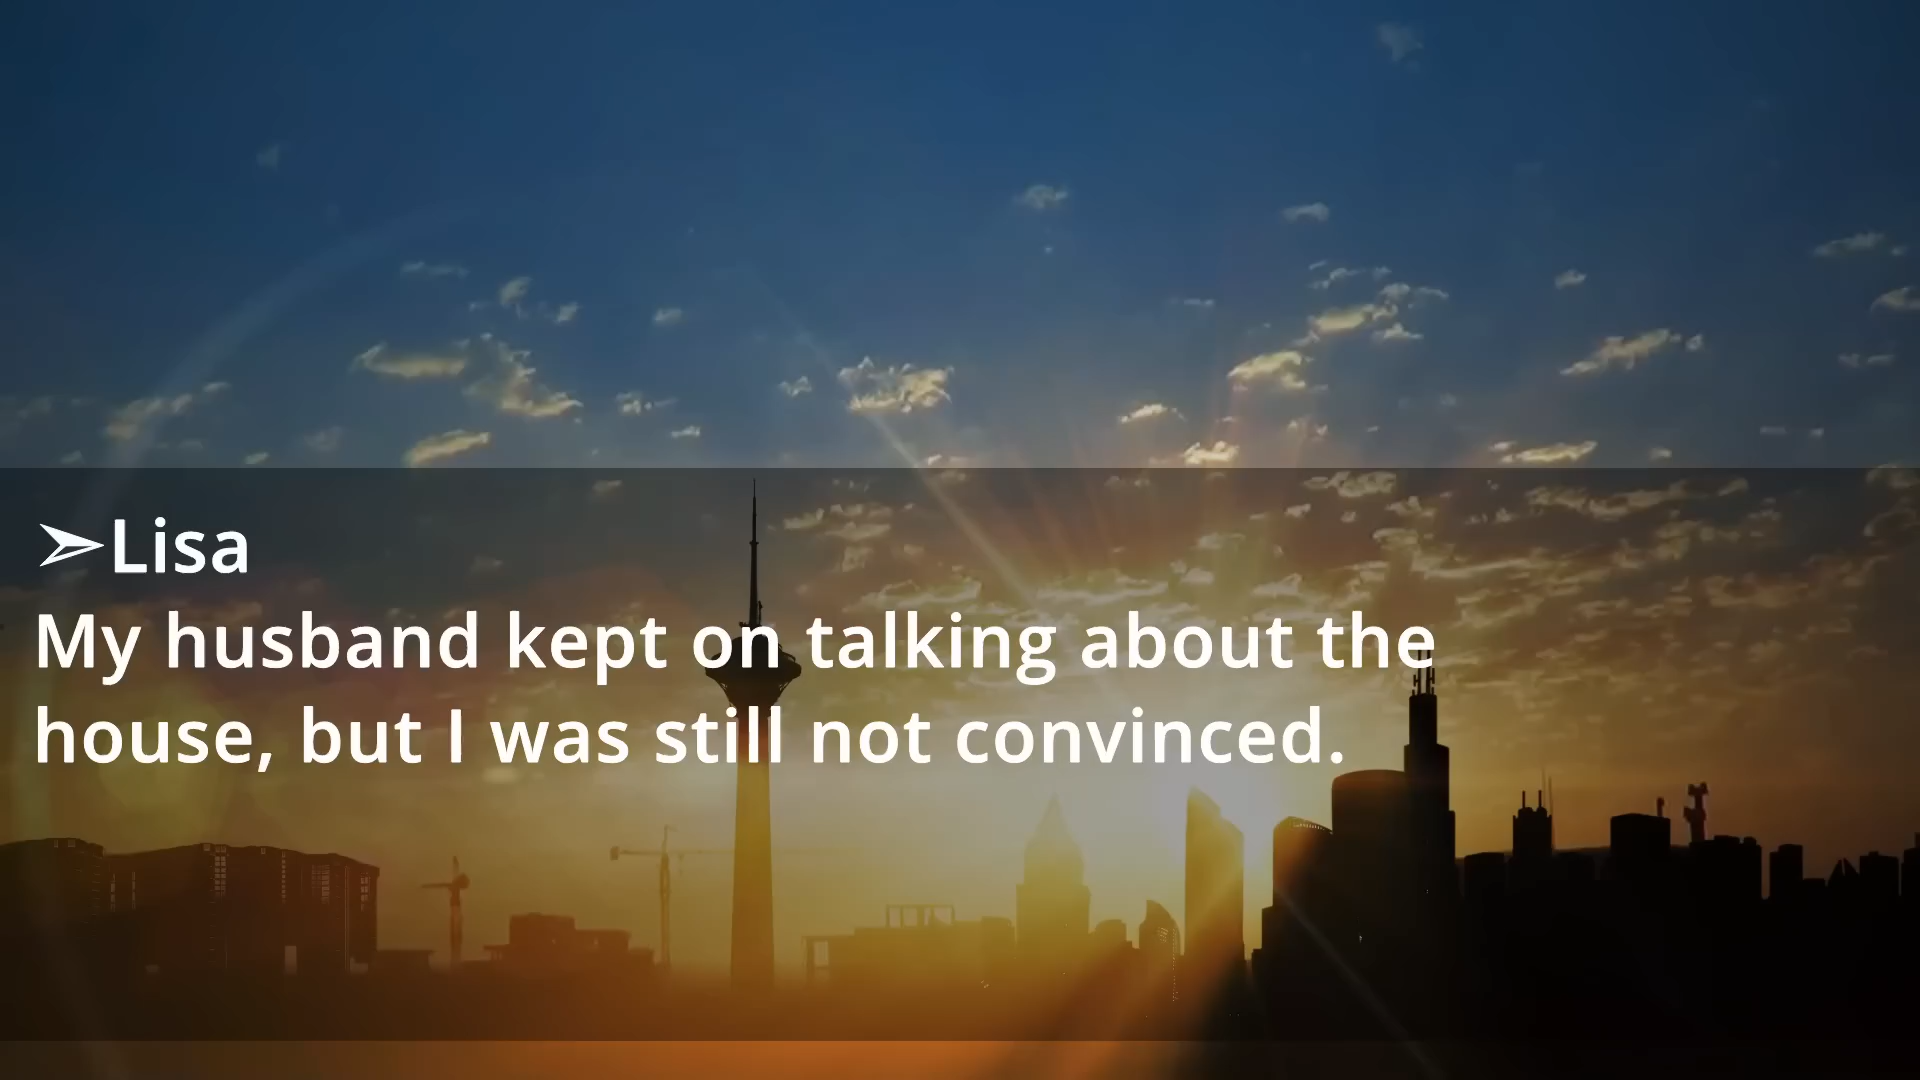 ➢Lisa
My husband kept on talking about the
house, but I was still not convinced.